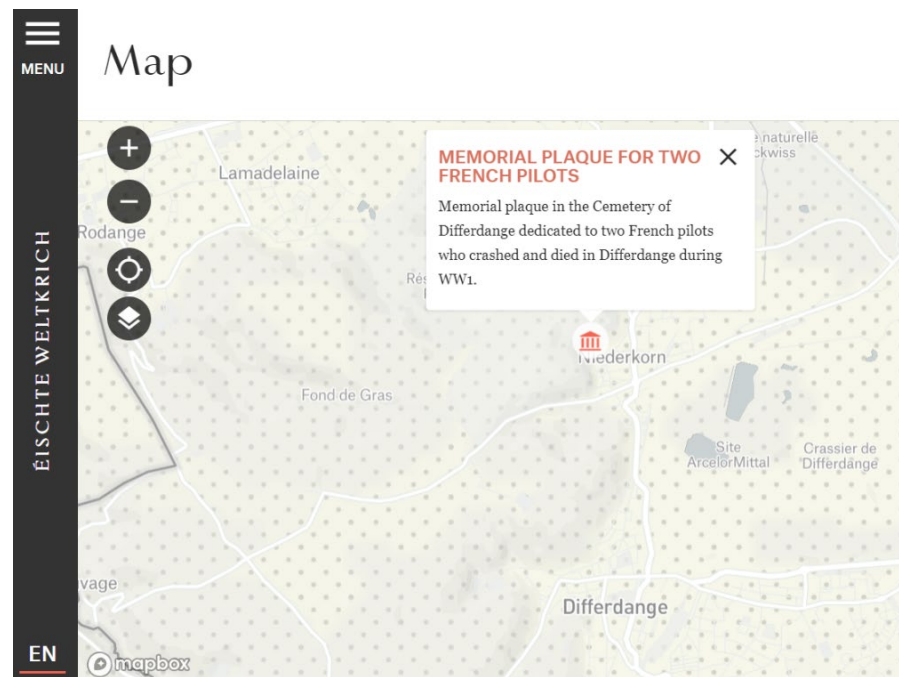 MENU
Map
ÉISCHTE WELTKRICH
EN
MEMORIAL PLAQUE FOR TWO
FRENCH PILOTS
Memorial plaque in the Cemetery of
Differdange dedicated to two French pilots
who crashed and died in Differdange during
WW1.
naturelle
Lamadelaine
Rodange
Niederkorn
Fond de Gras
Site
ArcelorMittal
Crassier de
Differdange
vage
Differdange
mapbox